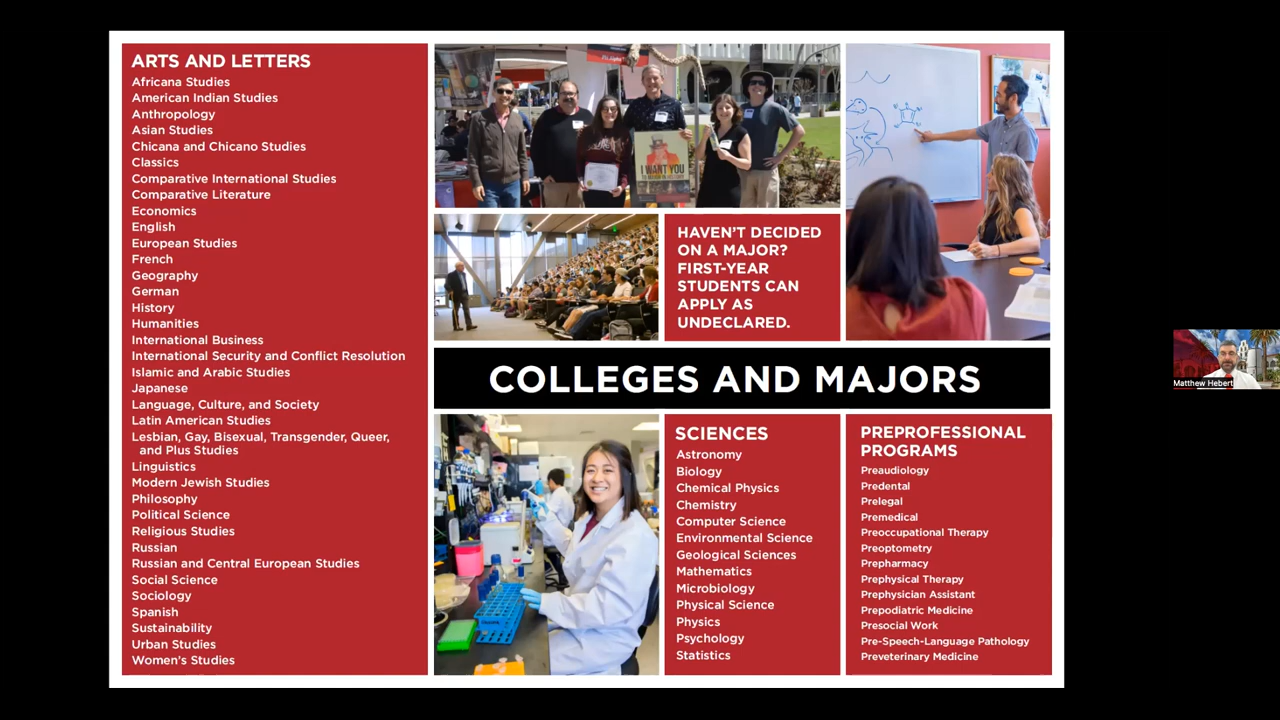 ARTS AND LETTERS
Africana Studies
American Indian Studies
Anthropology
Asian Studies
Chicana and Chicano Studies
Classics
Comparative International Studies
Comparative Literature
Economics
English
European Studies
French
Geography
German
History
Humanities
International Business
International Security and Conflict Resolution
Islamic and Arabic Studies
Japanese
Language, Culture, and Society
Latin American Studies
Lesbian, Gay, Bisexual, Transgender, Queer,
and Plus Studies
Linguistics
Modern Jewish Studies
Philosophy
Political Science
Religious Studies
Russian
Russian and Central European Studies
Social Science
Sociology
Spanish
Sustainability
Urban Studies
Women's Studies
I WANT YOU
HAVEN'T DECIDED
ON A MAJOR?
FIRST-YEAR
STUDENTS CAN
APPLY AS
UNDECLARED.
COLLEGES AND MAJORS
SCIENCES
Astronomy
Biology
Chemical Physics
Chemistry
Computer Science
Environmental Science
Geological Sciences
Mathematics
Microbiology
Physical Science
Physics
Psychology
Statistics
PREPROFESSIONAL
PROGRAMS
Preaudiology
Predental
Prelegal
Premedical
Preoccupational Therapy
Preoptometry
Prepharmacy
Prephysical Therapy
Prephysician Assistant
Prepodiatric Medicine
Presocial Work
Pre-Speech-Language Pathology
Preveterinary Medicine
Matthew Hebert